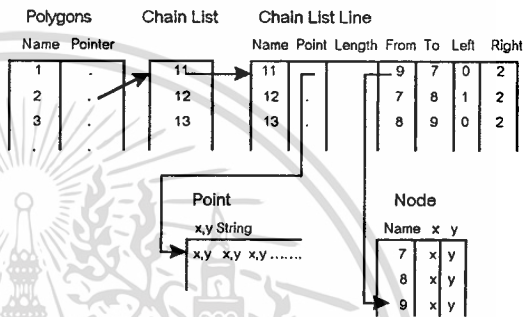 Polygons Chain List Chain List Line
Name Pointer Name Point Length From To Left Right
1 . 11 11 9 7 0 2
2 . 12 12 . 7 8 1 2
3 . 13 13 . 8 9 0 2
. .
Point Node
x,y String Name x y
x,y x,y x,y ....... 7 x y
8 x y
9 x y